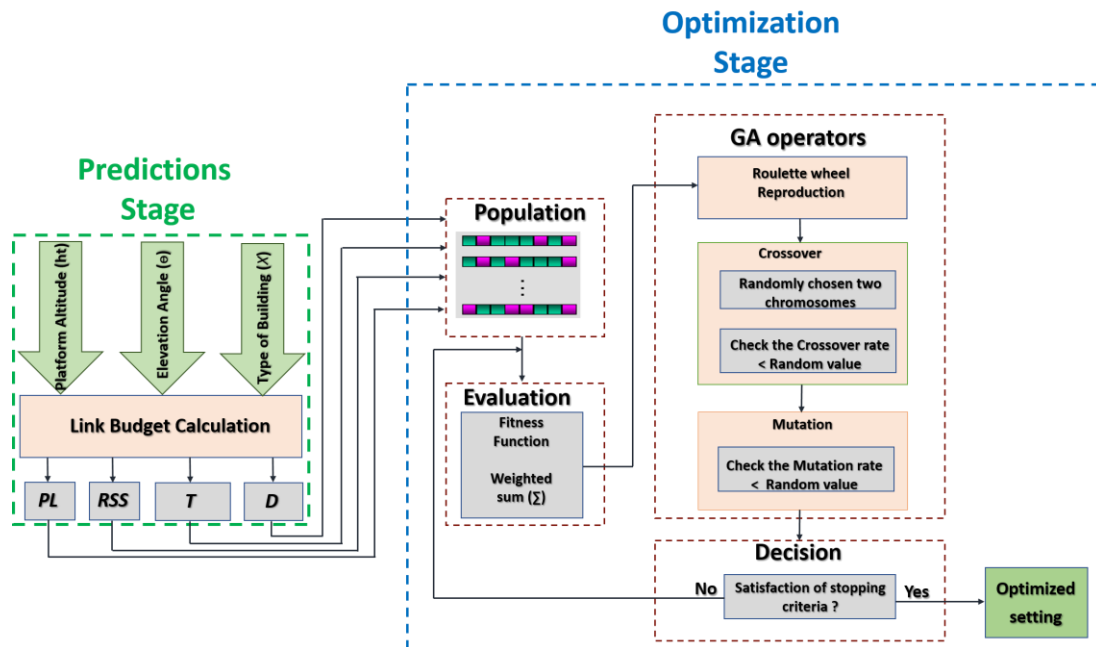 Optimization
Stage
Predictions
Stage
Platform Altitude (ht)
Elevation Angle (ɵ)
Type of Building (X)
Link Budget Calculation
PL
RSS
T
D
Population
...
Evaluation
Fitness
Function
Weighted
sum (∑)
GA operators
Roulette wheel
Reproduction
Crossover
Randomly chosen two
chromosomes
Check the Crossover rate
< Random value
Mutation
Check the Mutation rate
< Random value
Decision
No
Satisfaction of stopping
criteria ?
Yes
Optimized
setting